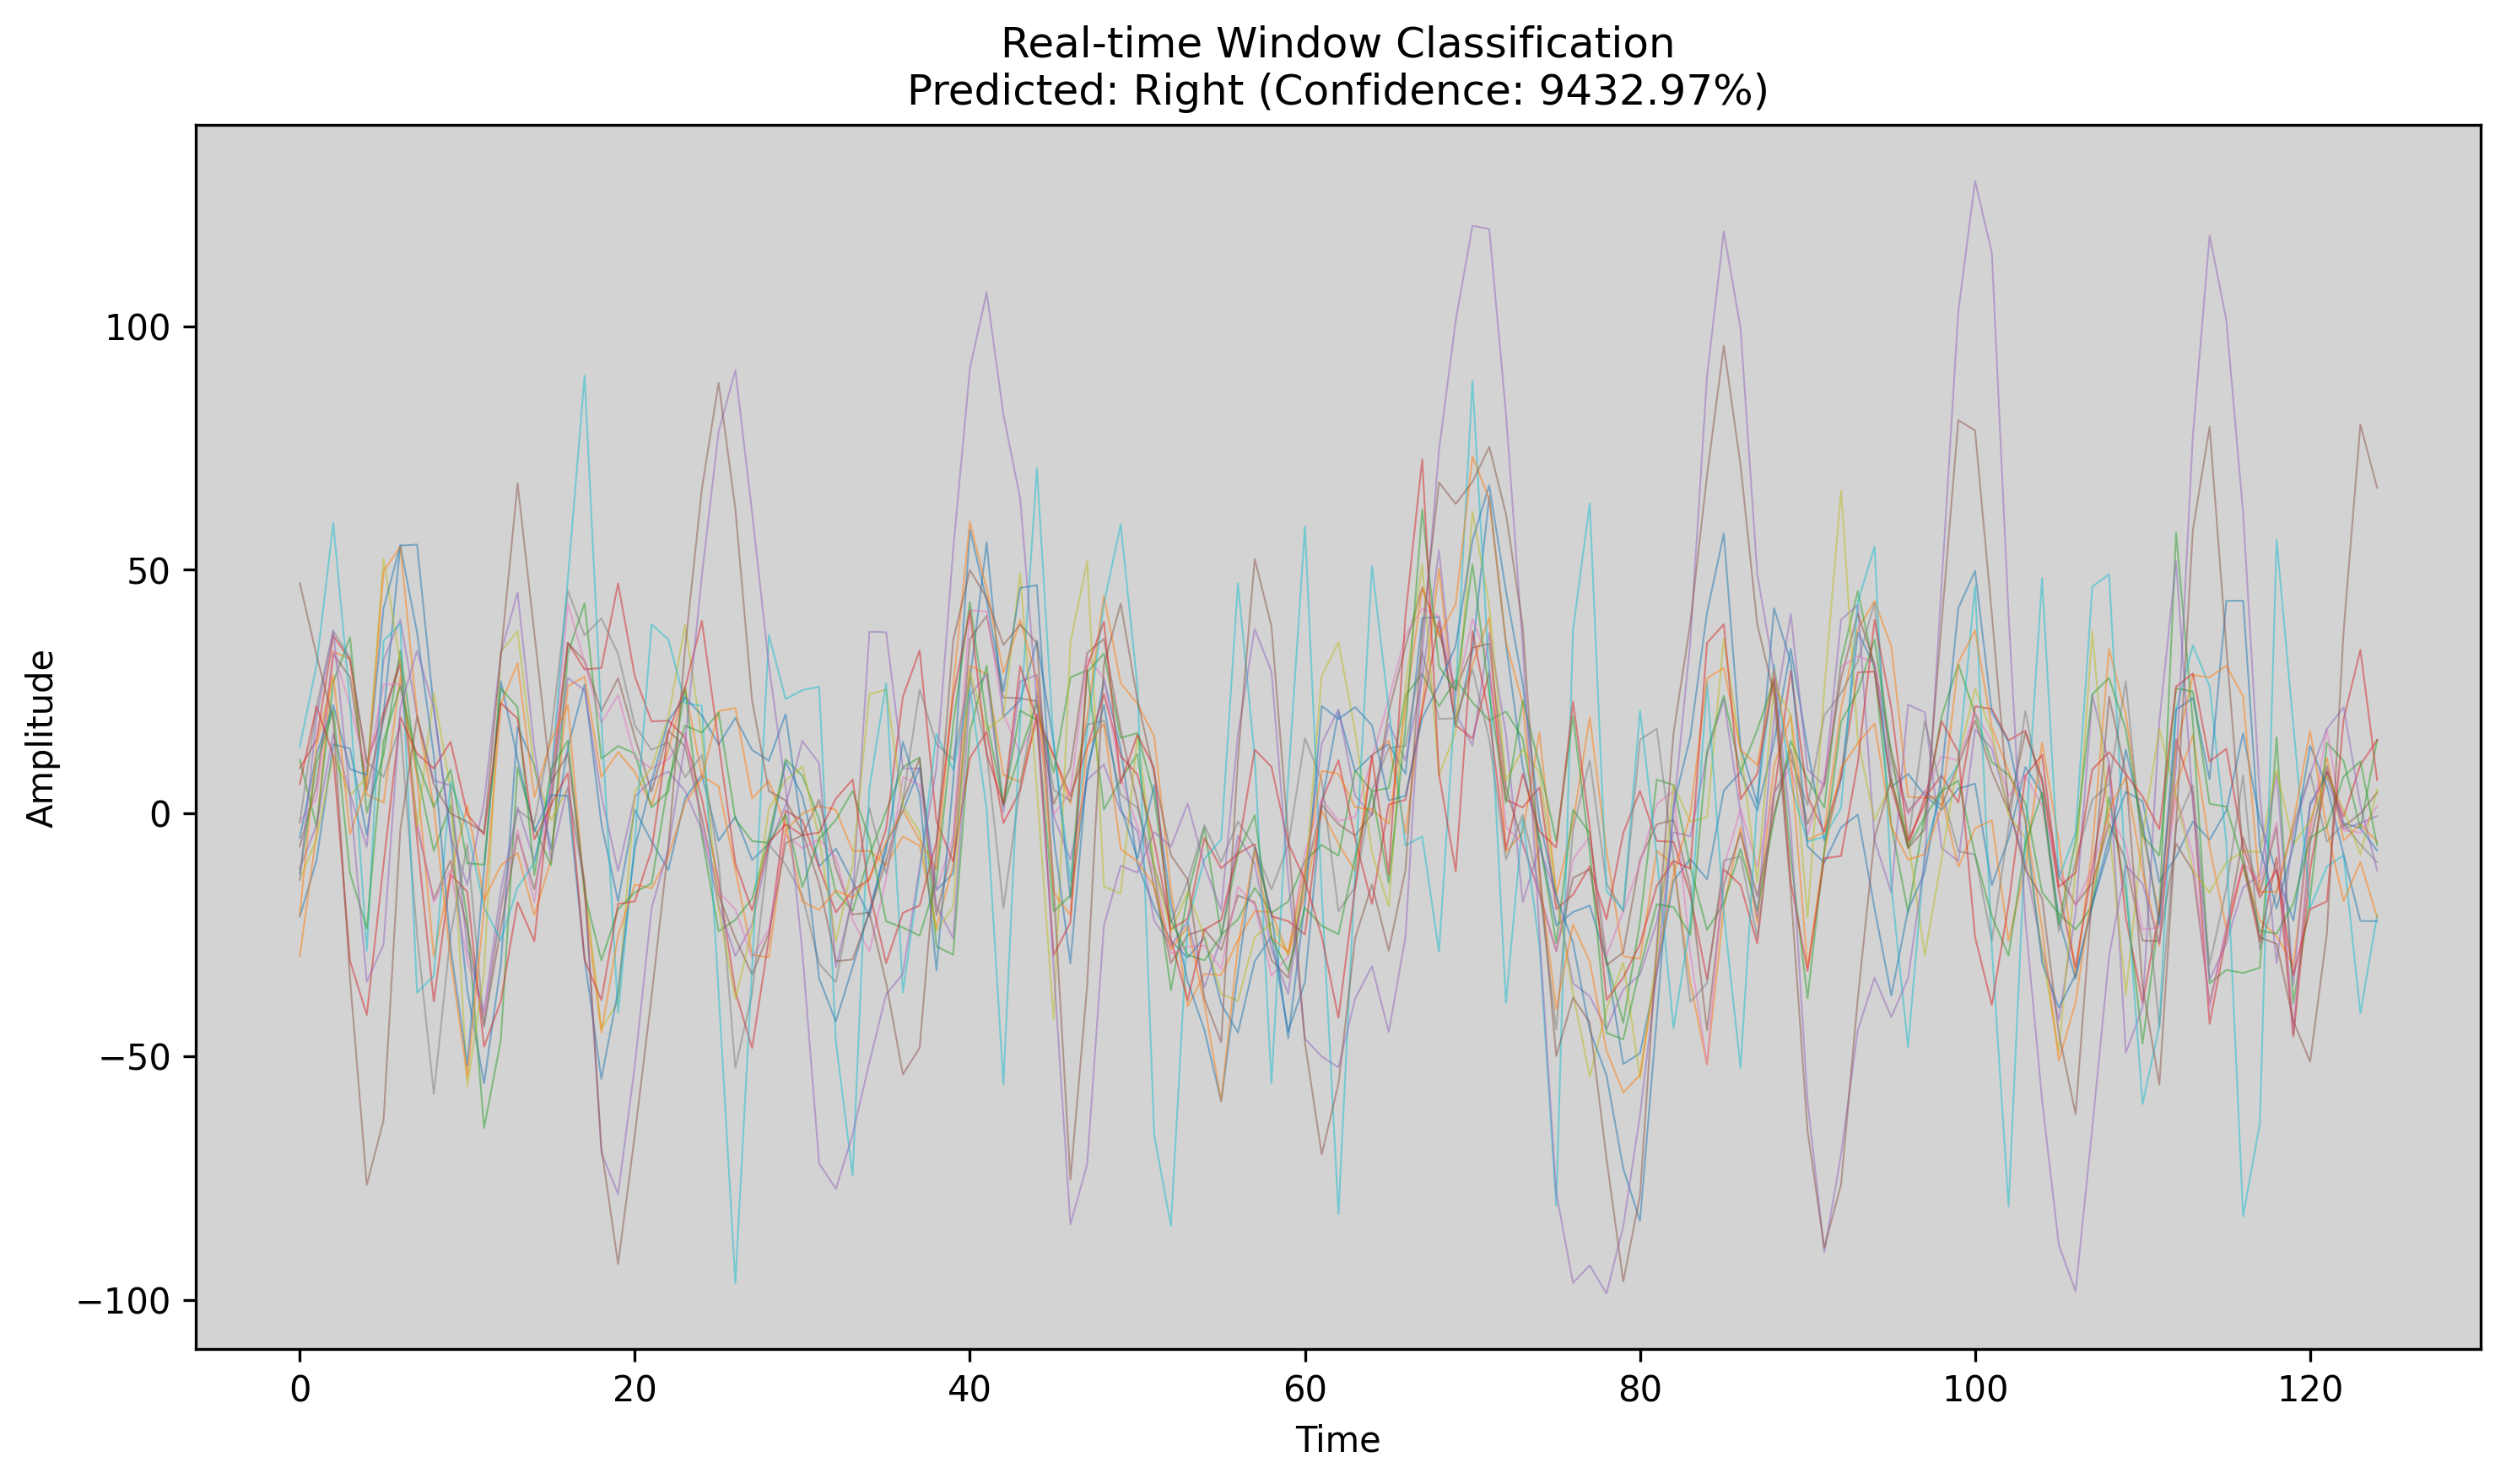 Real-time Window Classification
Predicted: Right (Confidence: 9432.97%)
Amplitude
100
50
0
−50
−100
0 20 40 60 80 100 120
Time